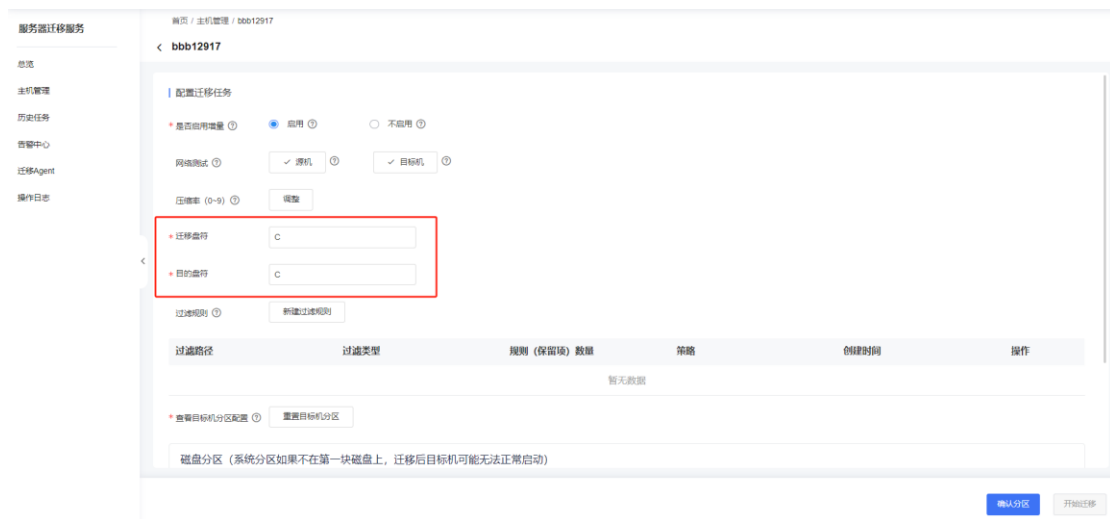 服务器迁移服务
总览
主机管理
历史任务
告警中心
迁移Agent
操作日志
首页 / 主机管理 / bbb12917
bbb12917
配置迁移任务
* 是否启用增量 启用 不启用
网络测试 源机 目标机
压缩率 (0~9) 调整
* 迁移盘符 C
* 目的盘符 C
过滤规则 新建过滤规则
过滤路径 过滤类型 规则 (保留项) 数量 策略 创建时间 操作
暂无数据
* 查看目标机分区配置 重置目标机分区
磁盘分区 (系统分区如果不在第一块磁盘上, 迁移后目标机可能无法正常启动)
确认分区 开始迁移